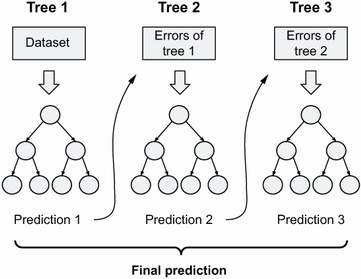 Tree 1
Tree 2
Tree 3
Dataset
Errors of
tree 1
Errors of
tree 2
Prediction 1
Prediction 2
Prediction 3
Final prediction